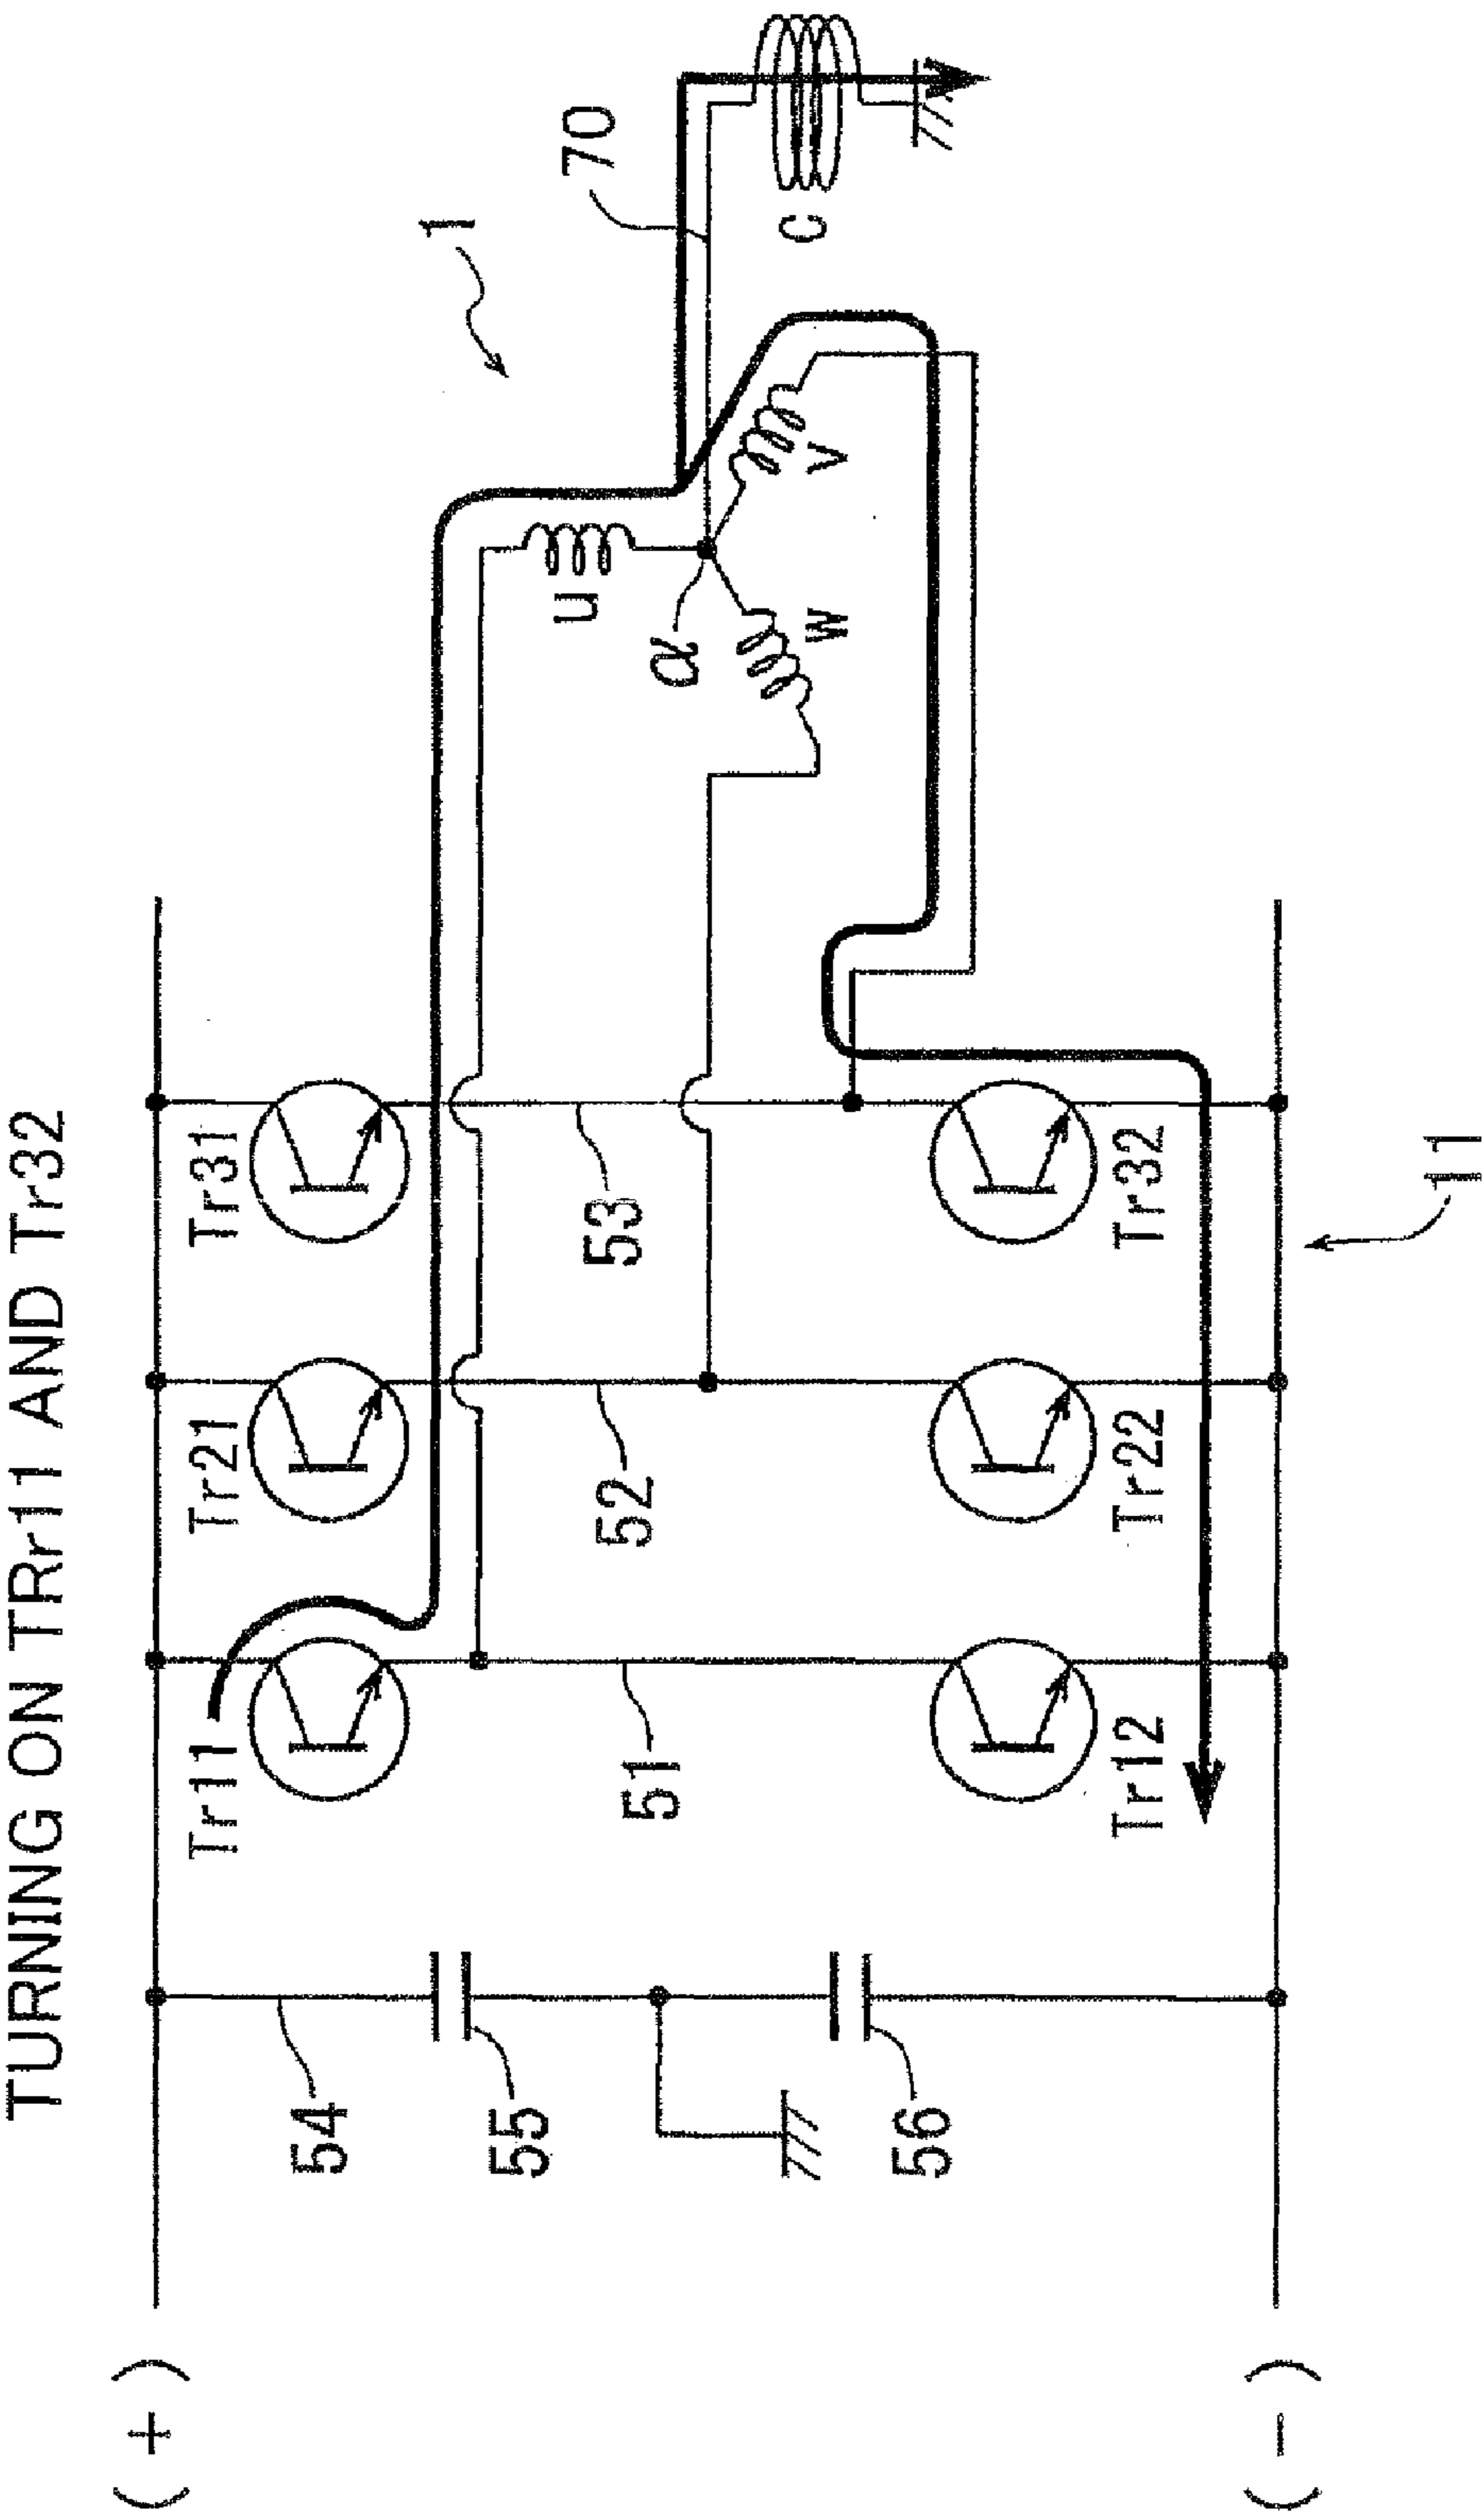 TURNING ON TRr11 AND Tr32
( + )
54
55
56
( - )
Tr11
Tr21
Tr31
51
52
53
Tr12
Tr22
Tr32
11
1
70
u
α
w
v
c